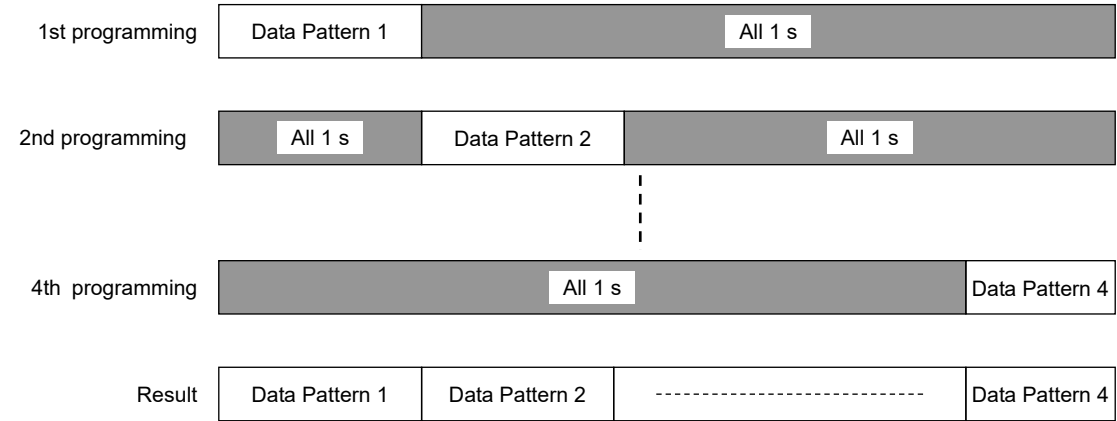 1st programming Data Pattern 1 All 1 s
2nd programming All 1 s Data Pattern 2 All 1 s
4th programming All 1 s Data Pattern 4
Result Data Pattern 1 Data Pattern 2 Data Pattern 4